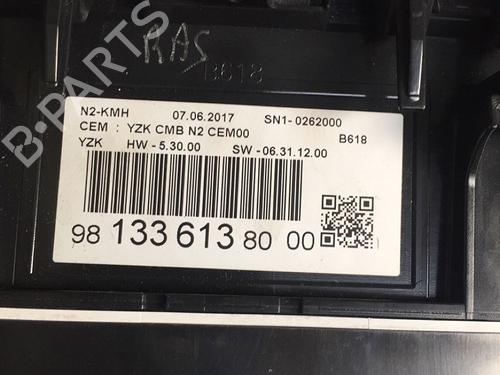 B-PARTS
RAS
B618
N2-KMH 07.06.2017 SN1- 0262000
CEM : YZK CMB N2 CEM00 B618
YZK HW - 5.30.00 SW - 06.31.12.00
98 133 613 80 00